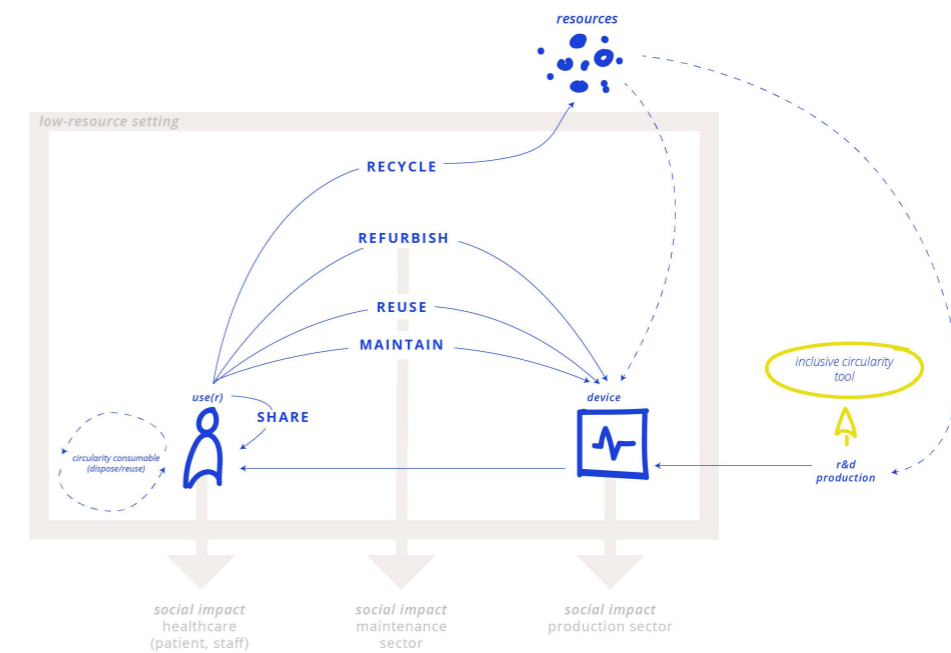 resources
low-resource setting
RECYCLE
REFURBISH
REUSE
MAINTAIN
inclusive circularity
tool
use(r)
device
SHARE
circularity consumable
(dispose/reuse)
r&d
production
social impact
healthcare
(patient, staff)
social impact
maintenance
sector
social impact
production sector